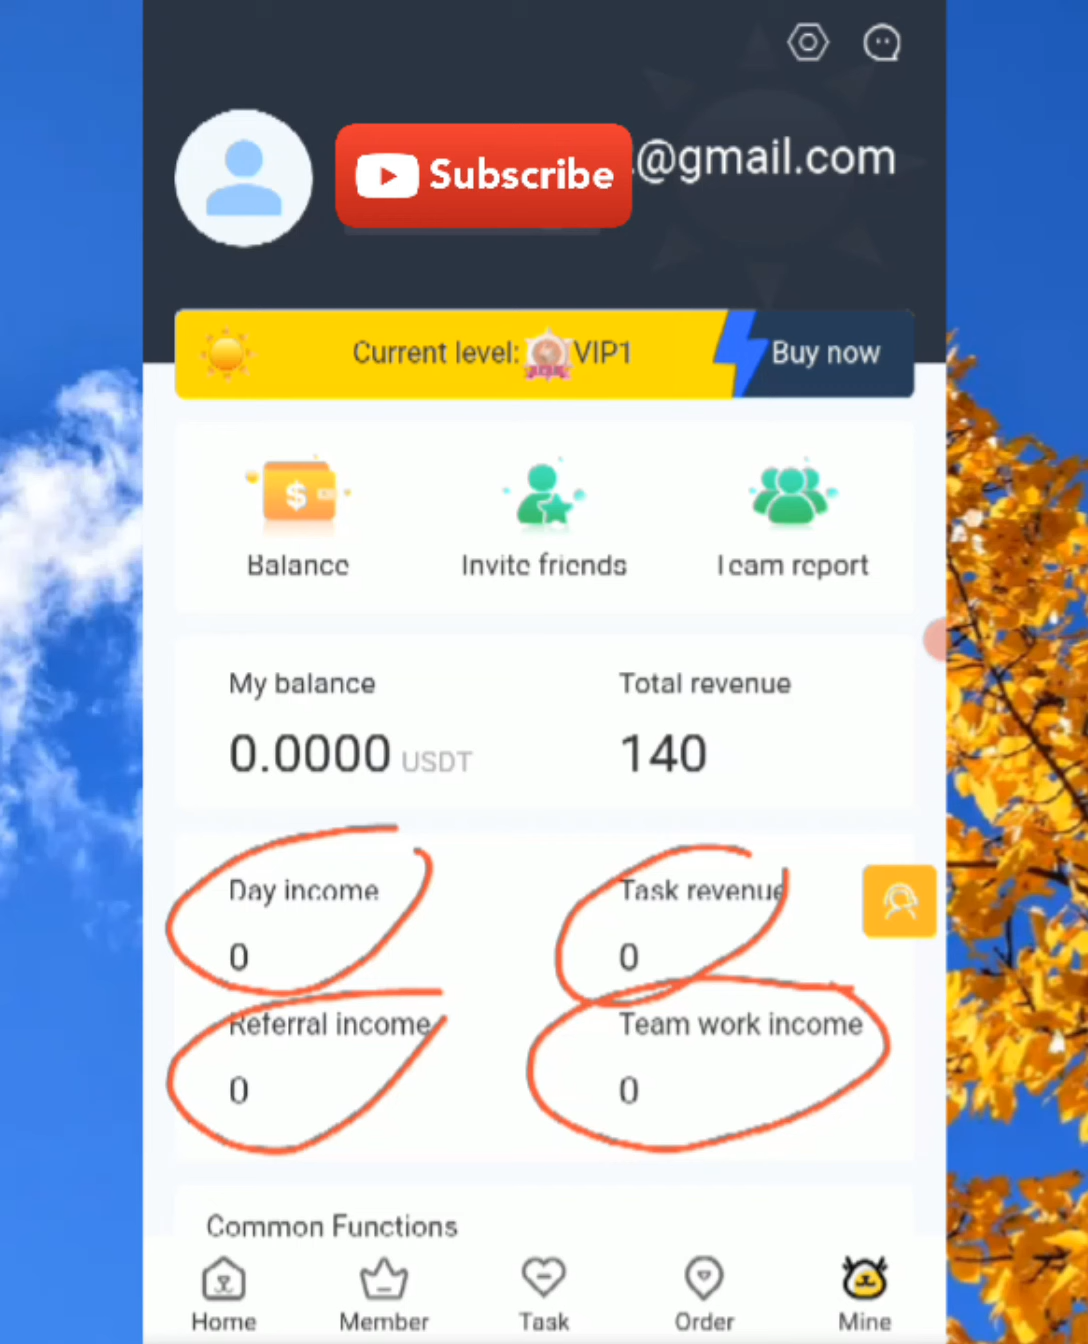 Subscribe
.@gmail.com
Current level: VIP1
Buy now
Balance
Invite friends
Team report
My balance
Total revenue
0.0000 USDT
140
Day income
Task revenue
0
0
Referral income
Team work income
0
0
Common Functions
Home
Member
Task
Order
Mine